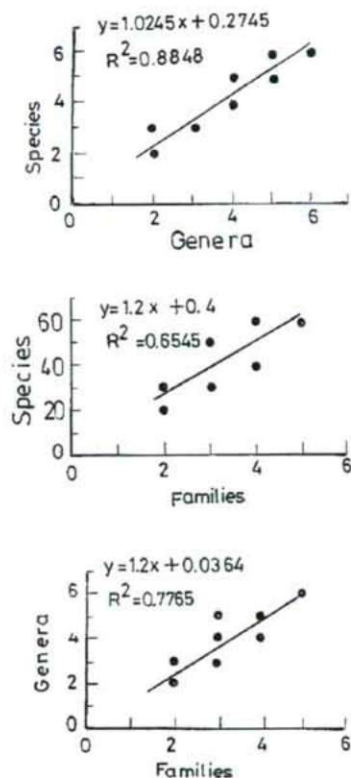 y=1.0245x+0.2745
R²=0.8848
6
4
2
0
Species
0 2 4 6
Genera
y=1.2x+0.4
R²=0.6545
60
40
20
0
Species
0 2 4 6
Families
y=1.2x+0.0364
R²=0.7765
6
4
2
0
Genera
0 2 4 6
Families